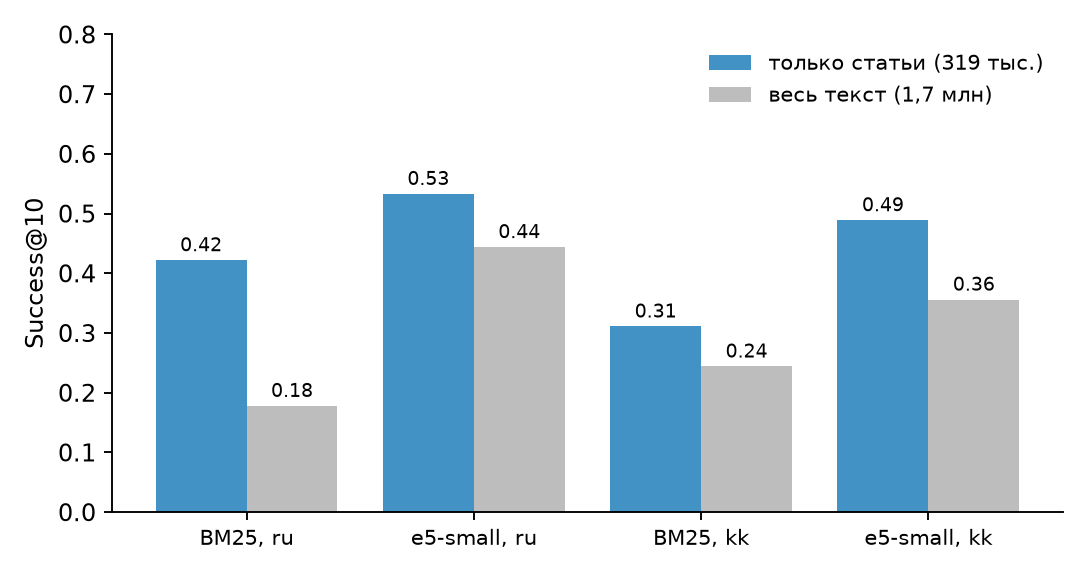 только статьи (319 тыс.)
весь текст (1,7 млн)
Success@10
0.8
0.7
0.6
0.5
0.4
0.3
0.2
0.1
0.0
0.42
0.18
0.53
0.44
0.31
0.24
0.49
0.36
BM25, ru
e5-small, ru
BM25, kk
e5-small, kk